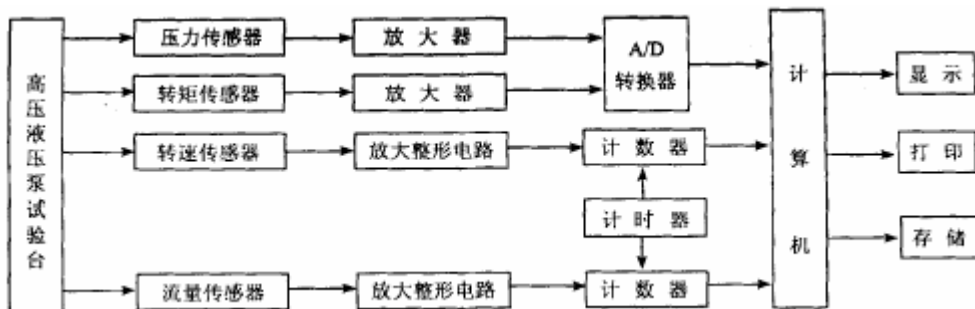 高压液压泵试验台
压力传感器
放大器
A/D
转换器
转矩传感器
放大器
转速传感器
放大整形电路
计数器
计时器
流量传感器
放大整形电路
计数器
计算机
显示
打印
存储